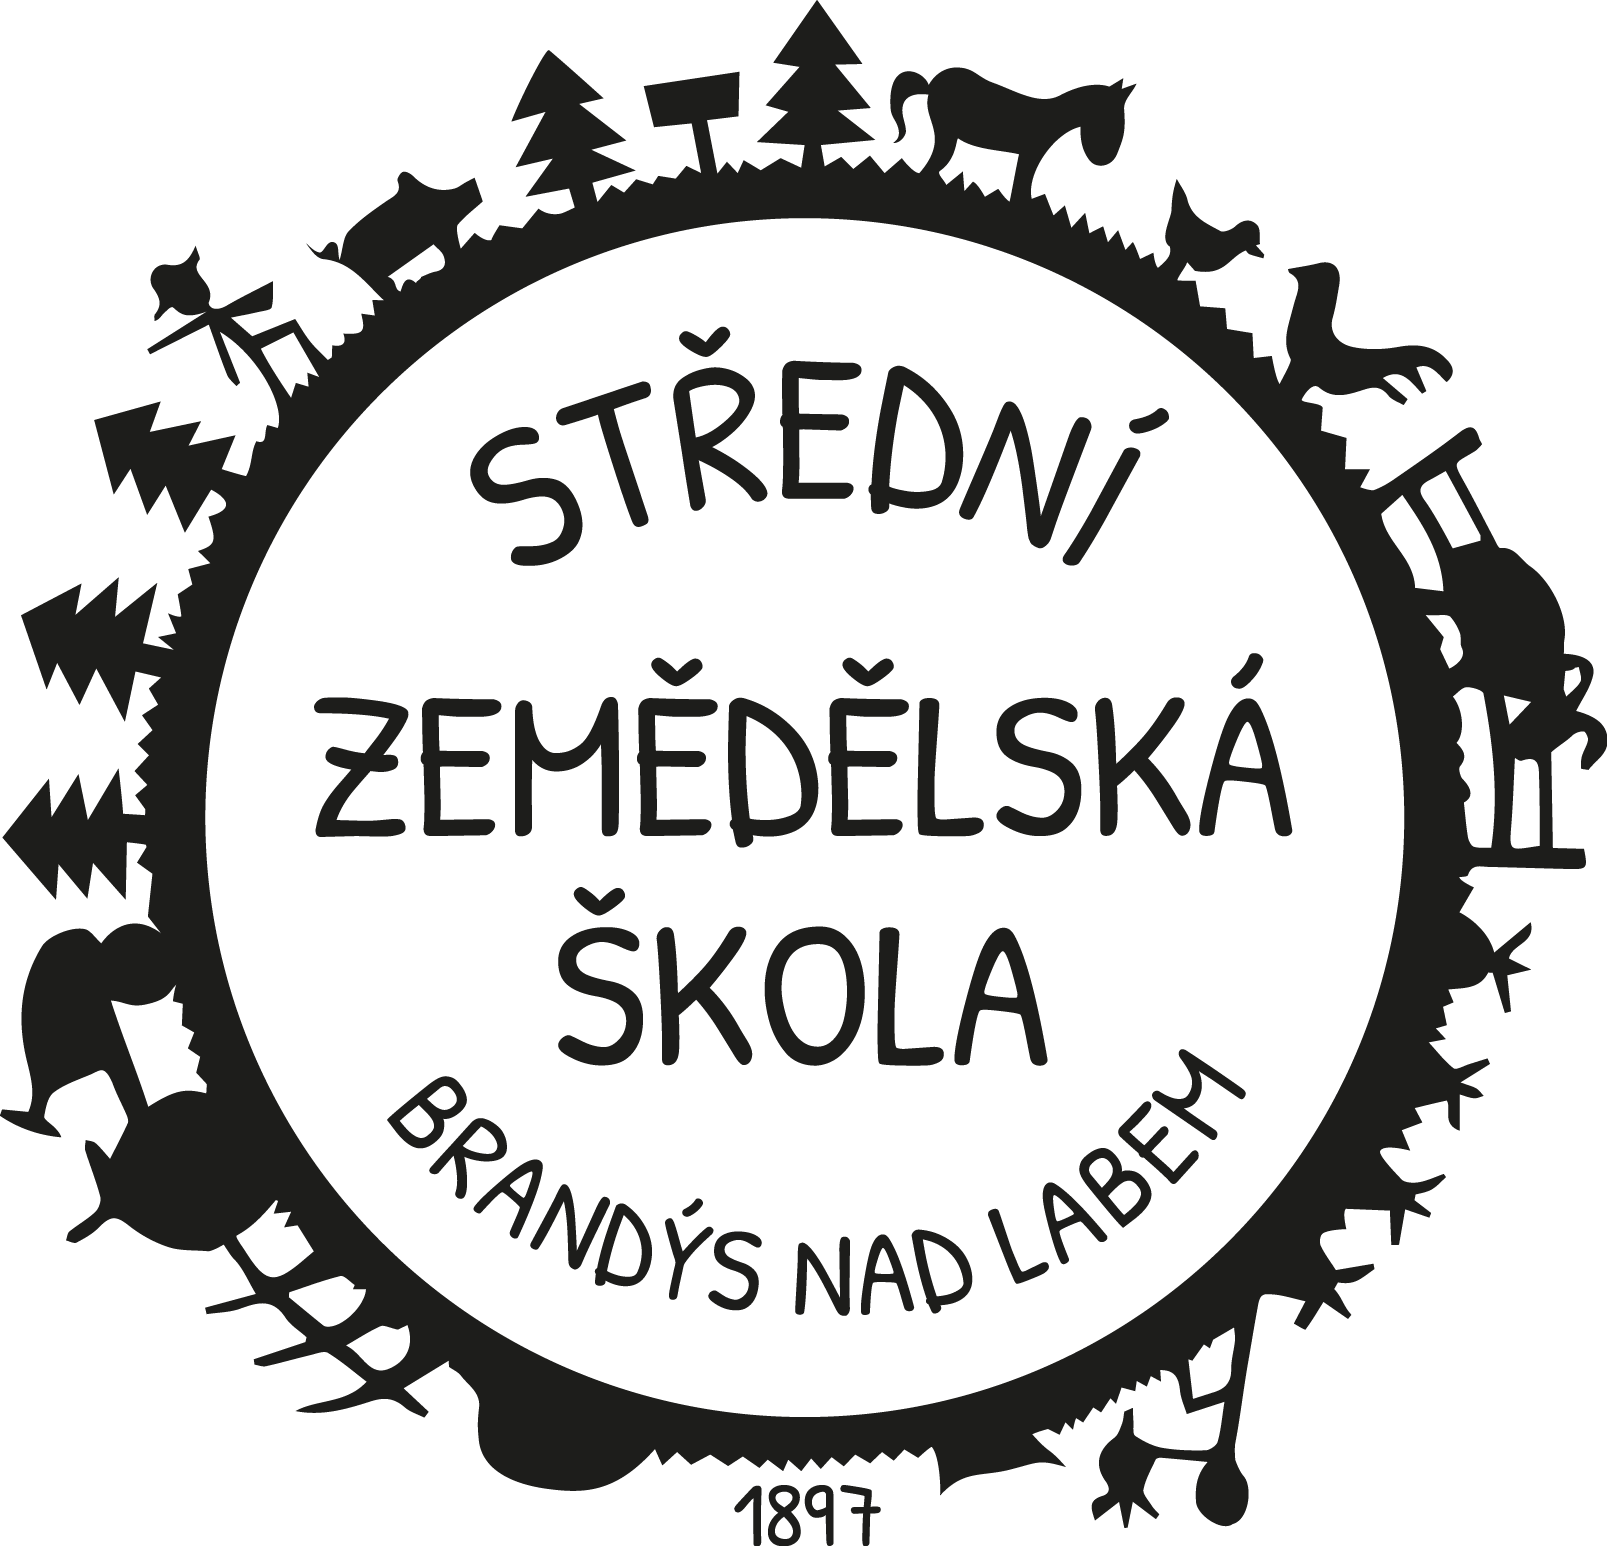 STŘEDNÍ
ZEMĚDĚLSKÁ
ŠKOLA
BRANDÝS NAD LABEM
1897